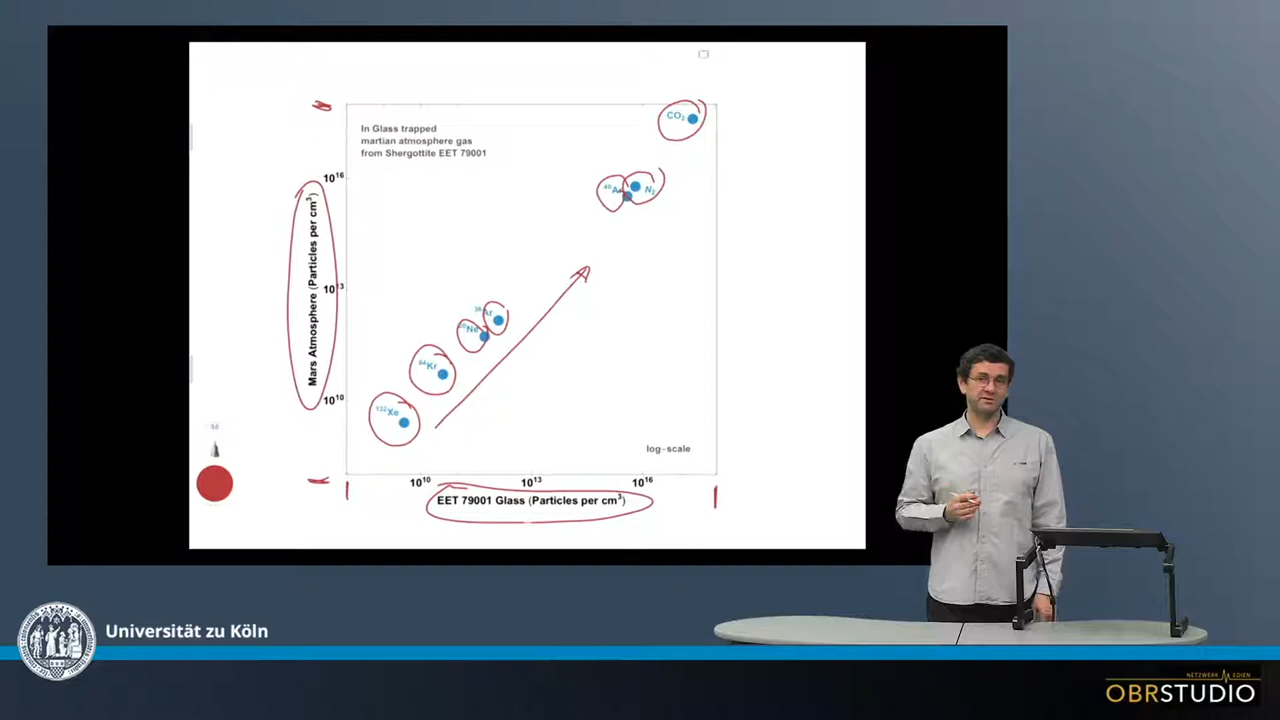 In Glass trapped
martian atmosphere gas
from Shergottite EET 79001
CO₂
⁴⁰Ar
N₂
³⁶Ar
²⁰Ne
⁸⁴Kr
¹³²Xe
10¹⁶
10¹³
10¹⁰
Mars Atmosphere (Particles per cm³)
log-scale
10¹⁰ 10¹³ 10¹⁶
EET 79001 Glass (Particles per cm³)
Universität zu Köln
NETZWERK MEDIEN
OBRSTUDIO